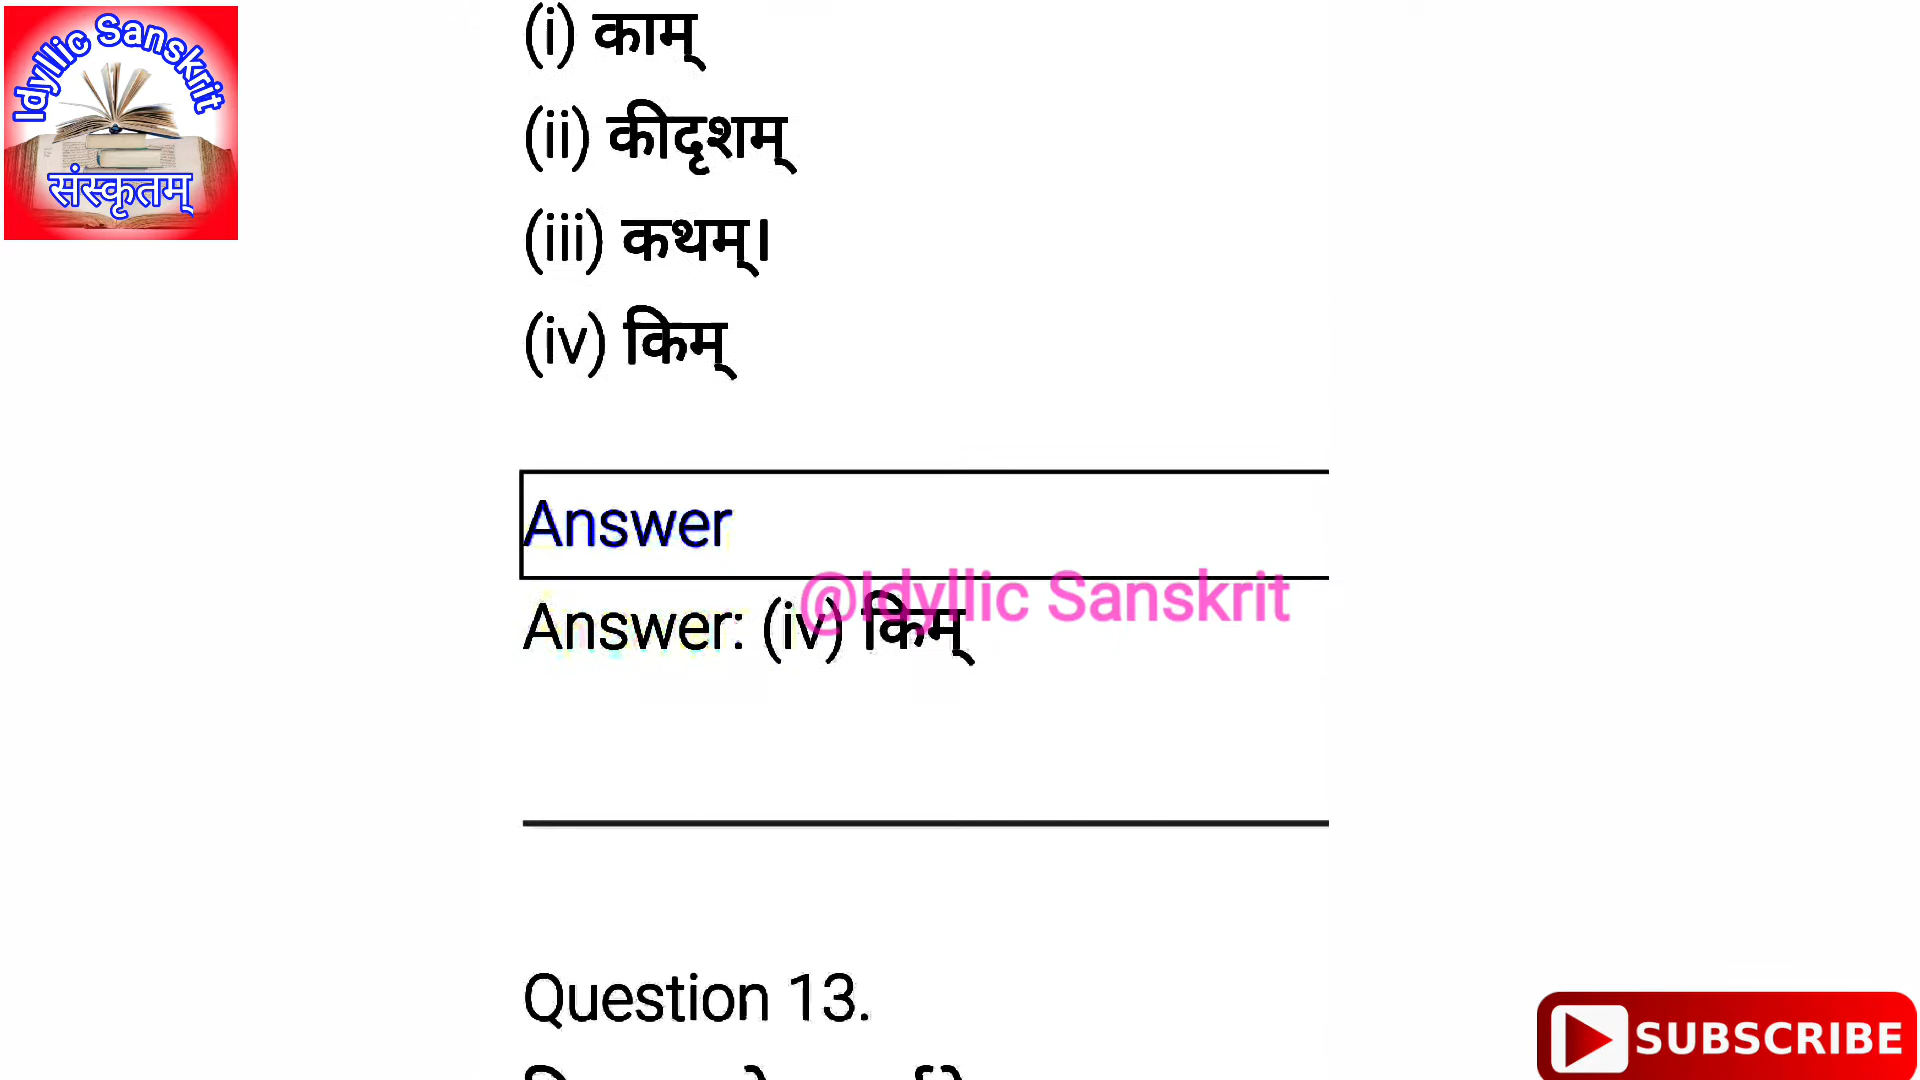 Idyllic Sanskrit
संस्कृतम्
(i) काम्
(ii) कीदृशम्
(iii) कथम्।
(iv) किम्
Answer
@Idyllic Sanskrit
Answer: (iv) किम्
Question 13.
SUBSCRIBE